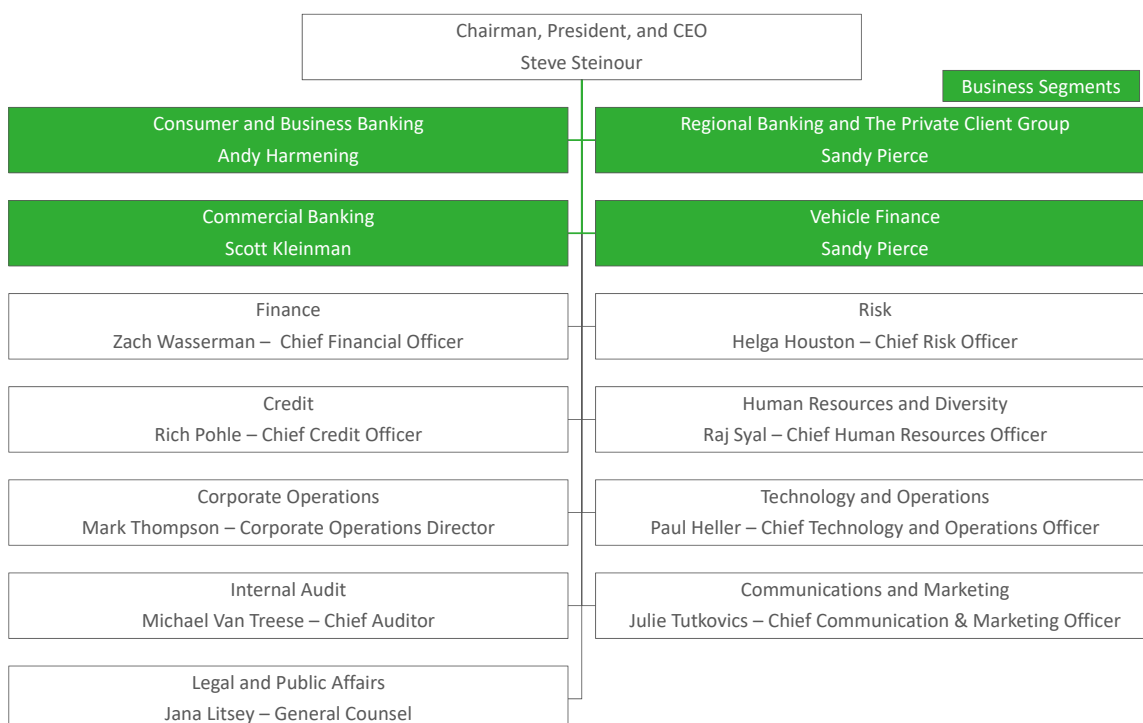 Chairman, President, and CEO
Steve Steinour
Business Segments
Consumer and Business Banking
Andy Harmening
Regional Banking and The Private Client Group
Sandy Pierce
Commercial Banking
Scott Kleinman
Vehicle Finance
Sandy Pierce
Finance
Zach Wasserman – Chief Financial Officer
Risk
Helga Houston – Chief Risk Officer
Credit
Rich Pohle – Chief Credit Officer
Human Resources and Diversity
Raj Syal – Chief Human Resources Officer
Corporate Operations
Mark Thompson – Corporate Operations Director
Technology and Operations
Paul Heller – Chief Technology and Operations Officer
Internal Audit
Michael Van Treese – Chief Auditor
Communications and Marketing
Julie Tutkovics – Chief Communication & Marketing Officer
Legal and Public Affairs
Jana Litsey – General Counsel